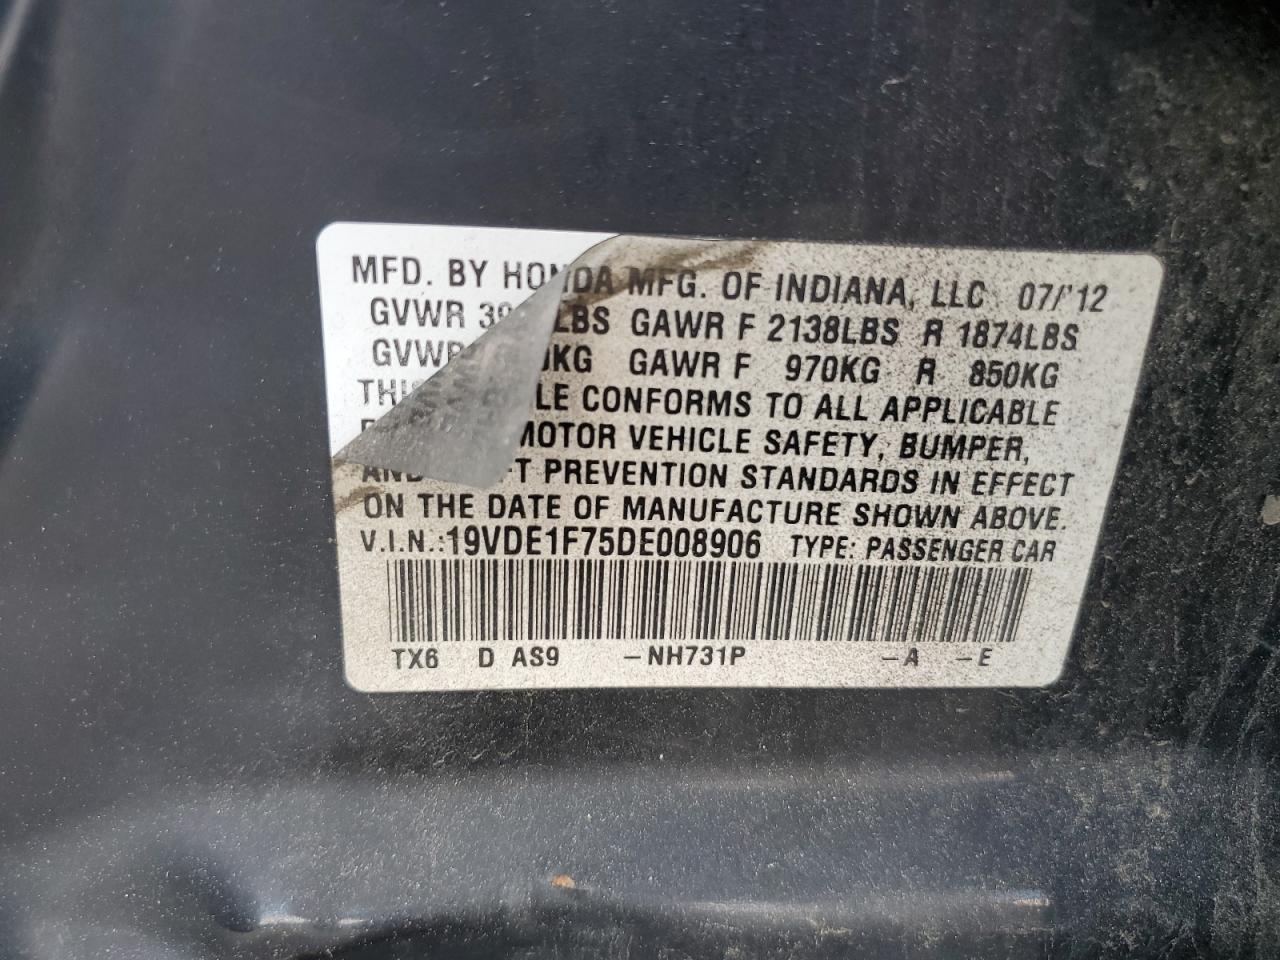 MFD. BY HONDA MFG. OF INDIANA, LLC 07/'12
GVWR LBS GAWR F 2138LBS R 1874LBS
GVWR KG GAWR F 970KG R 850KG
CONFORMS TO ALL APPLICABLE
MOTOR VEHICLE SAFETY, BUMPER,
AND PREVENTION STANDARDS IN EFFECT
ON THE DATE OF MANUFACTURE SHOWN ABOVE.
V.I.N.:19VDE1F75DE008906 TYPE: PASSENGER CAR
TX6 D AS9 -NH731P -A -E